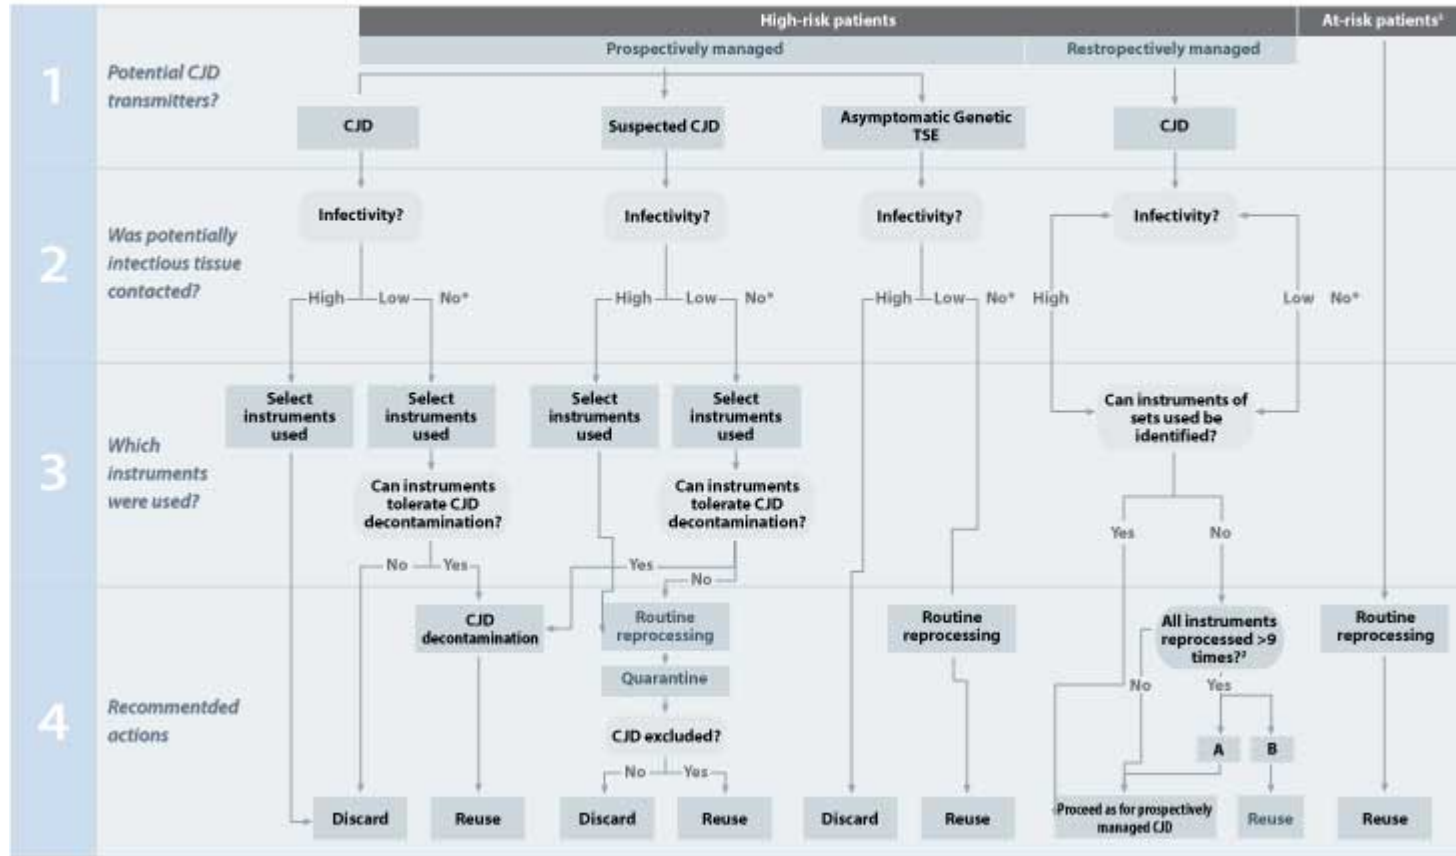 High-risk patients
At-risk patients¹
Prospectively managed
Restropectively managed
1
Potential CJD
transmitters?
CJD
Suspected CJD
Asymptomatic Genetic
TSE
CJD
2
Was potentially
intectious tissue
contacted?
Infectivity?
Infectivity?
Infectivity?
Infectivity?
High
Low
No*
High
Low
No*
High
Low
No*
High
Low
No*
3
Which
instruments
were used?
Select
instruments
used
Select
instruments
used
Select
instruments
used
Select
instruments
used
Can instruments of
sets used be
identified?
Can instruments
tolerate CJD
decontamination?
Can instruments
tolerate CJD
decontamination?
Yes
No
No
Yes
Yes
No
4
Recommentded
actions
CJD
decontamination
Routine
reprocessing
Routine
reprocessing
All instruments
reprocessed >9
times?²
Routine
reprocessing
Quarantine
No
Yes
CJD excluded?
A
B
No
Yes
Discard
Reuse
Discard
Reuse
Discard
Reuse
Proceed as for prospectively
managed CJD
Reuse
Reuse